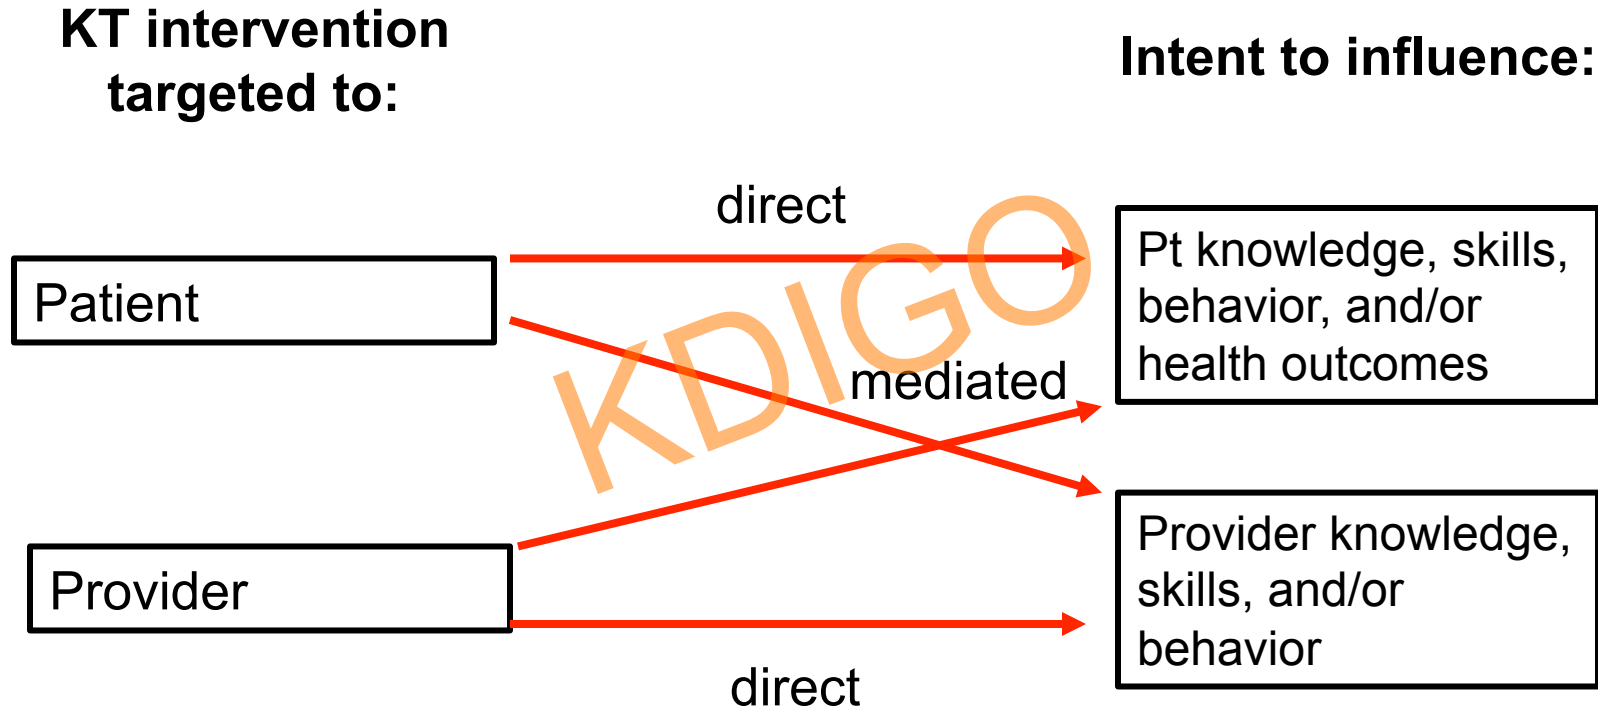 KT intervention
targeted to:
Intent to influence:
direct
Patient
Pt knowledge, skills,
behavior, and/or
health outcomes
KDIGO
mediated
Provider
Provider knowledge,
skills, and/or
behavior
direct